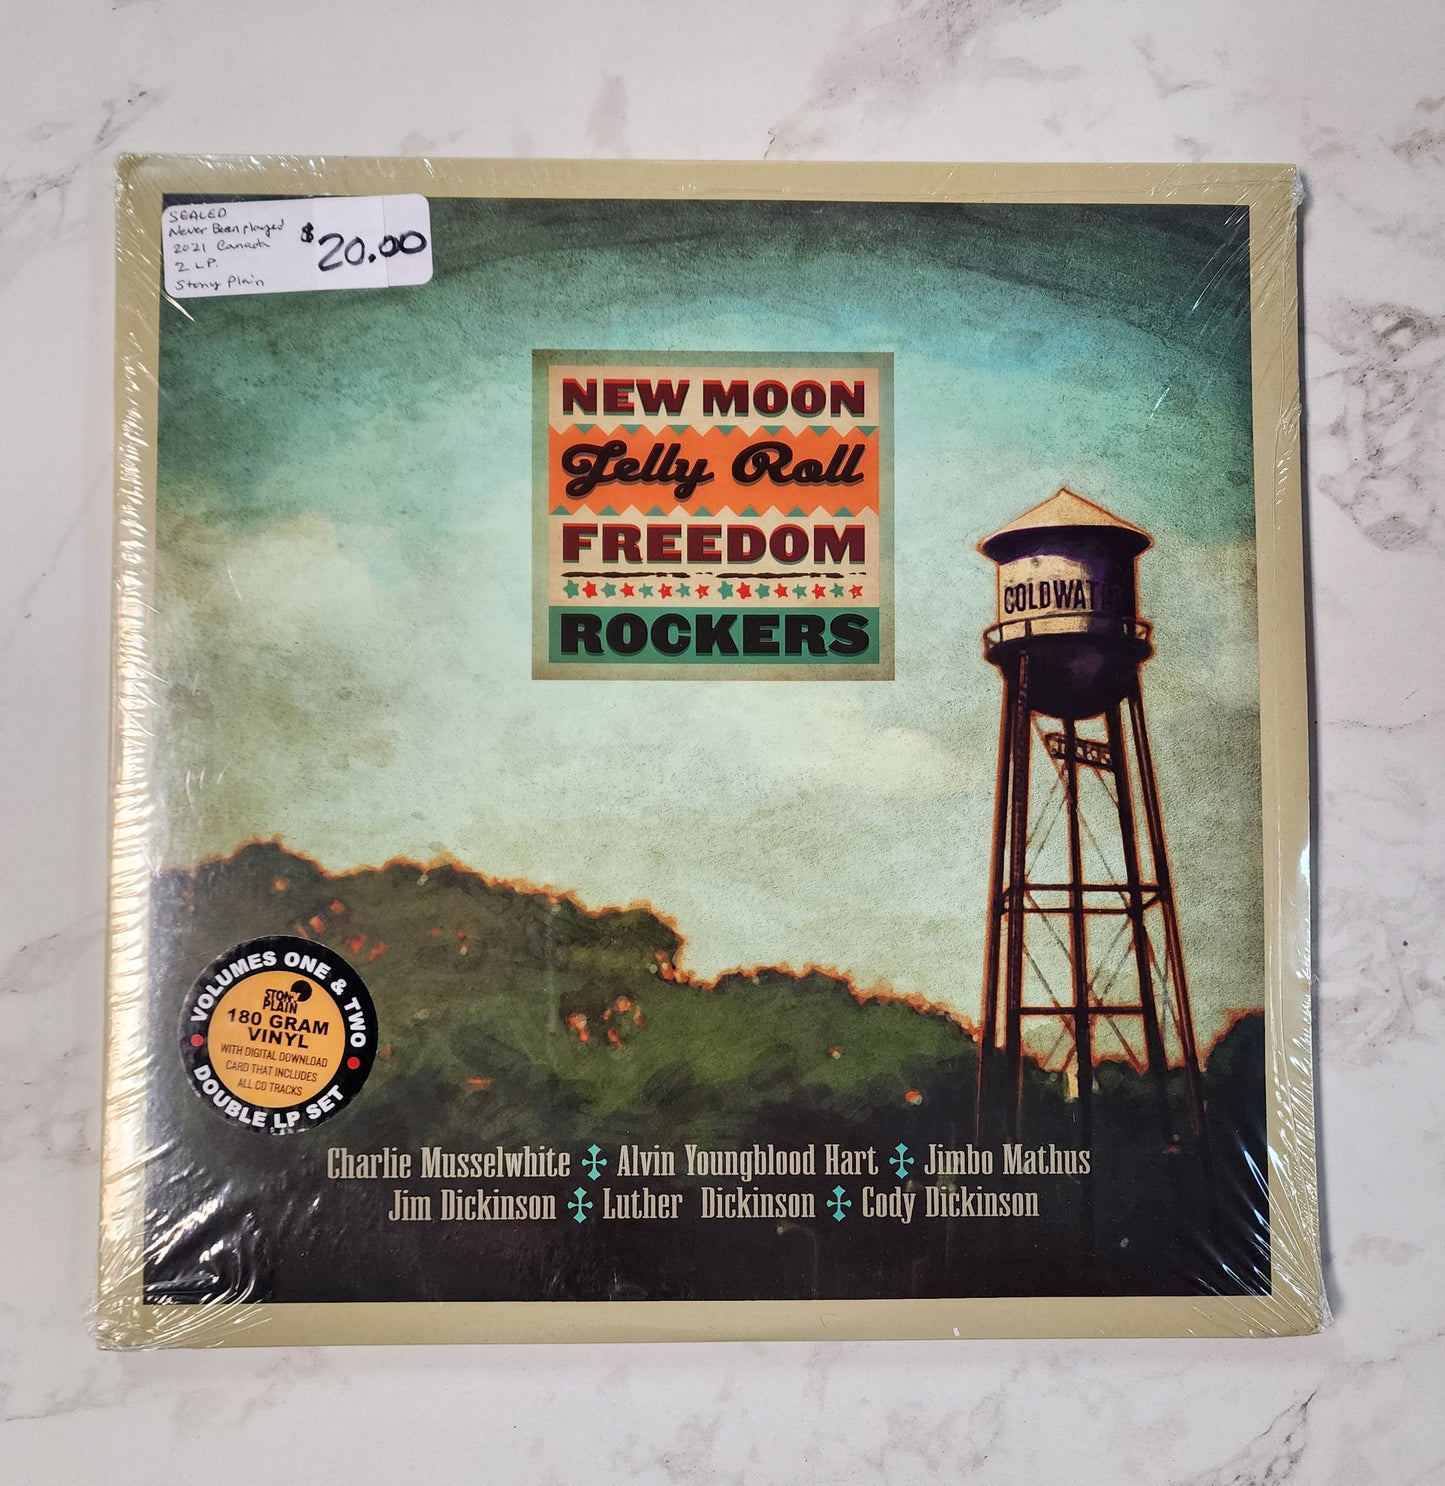 SEALED
Never Been played
2021 Canada
2 LP.
Stony Plain
$20.00
NEW MOON
Jelly Roll
FREEDOM
ROCKERS
COLDWAT
VOLUMES ONE & TWO
STONY
PLAIN
180 GRAM
VINYL
WITH DIGITAL DOWNLOAD
CARD THAT INCLUDES
ALL CD TRACKS
DOUBLE LP SET
Charlie Musselwhite ✣ Alvin Youngblood Hart ✣ Jimbo Mathus
Jim Dickinson ✣ Luther Dickinson ✣ Cody Dickinson